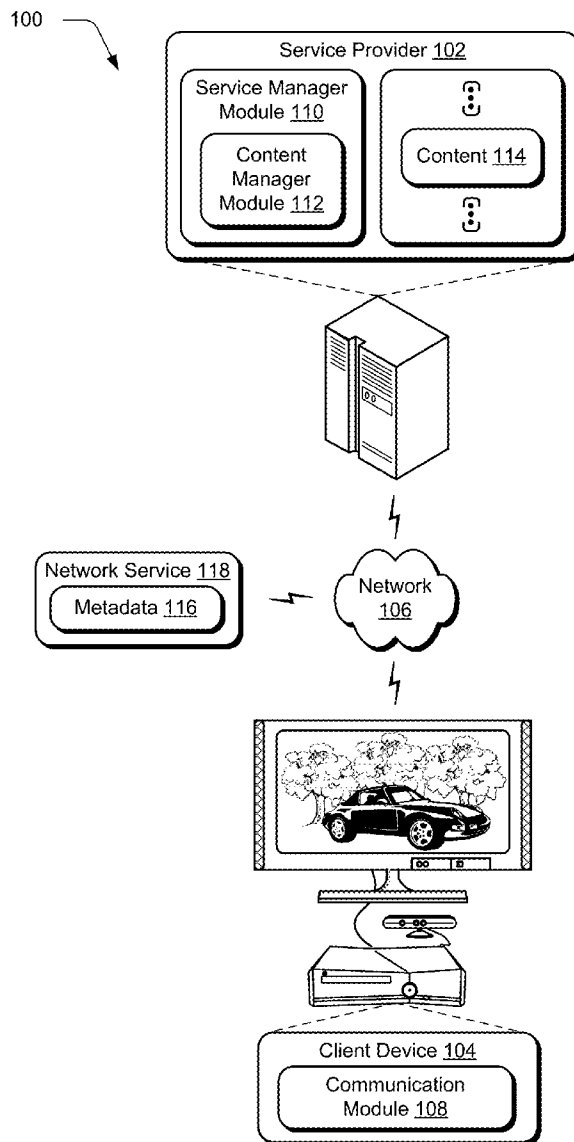 100
Service Provider 102
Service Manager
Module 110
Content
Manager
Module 112
Content 114
Network Service 118
Metadata 116
Network
106
Client Device 104
Communication
Module 108